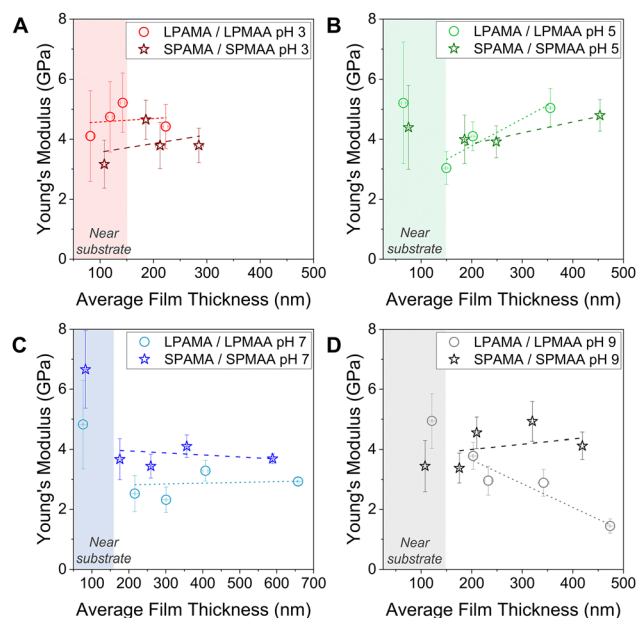 A
LPAMA / LPMAA pH 3
SPAMA / SPMAA pH 3
Young's Modulus (GPa)
8
6
4
2
0
Near
substrate
100 200 300 400 500
Average Film Thickness (nm)
B
LPAMA / LPMAA pH 5
SPAMA / SPMAA pH 5
Young's Modulus (GPa)
8
6
4
2
0
Near
substrate
100 200 300 400 500
Average Film Thickness (nm)
C
LPAMA / LPMAA pH 7
SPAMA / SPMAA pH 7
Young's Modulus (GPa)
8
6
4
2
0
Near
substrate
100 200 300 400 500 600 700
Average Film Thickness (nm)
D
LPAMA / LPMAA pH 9
SPAMA / SPMAA pH 9
Young's Modulus (GPa)
8
6
4
2
0
Near
substrate
100 200 300 400 500
Average Film Thickness (nm)